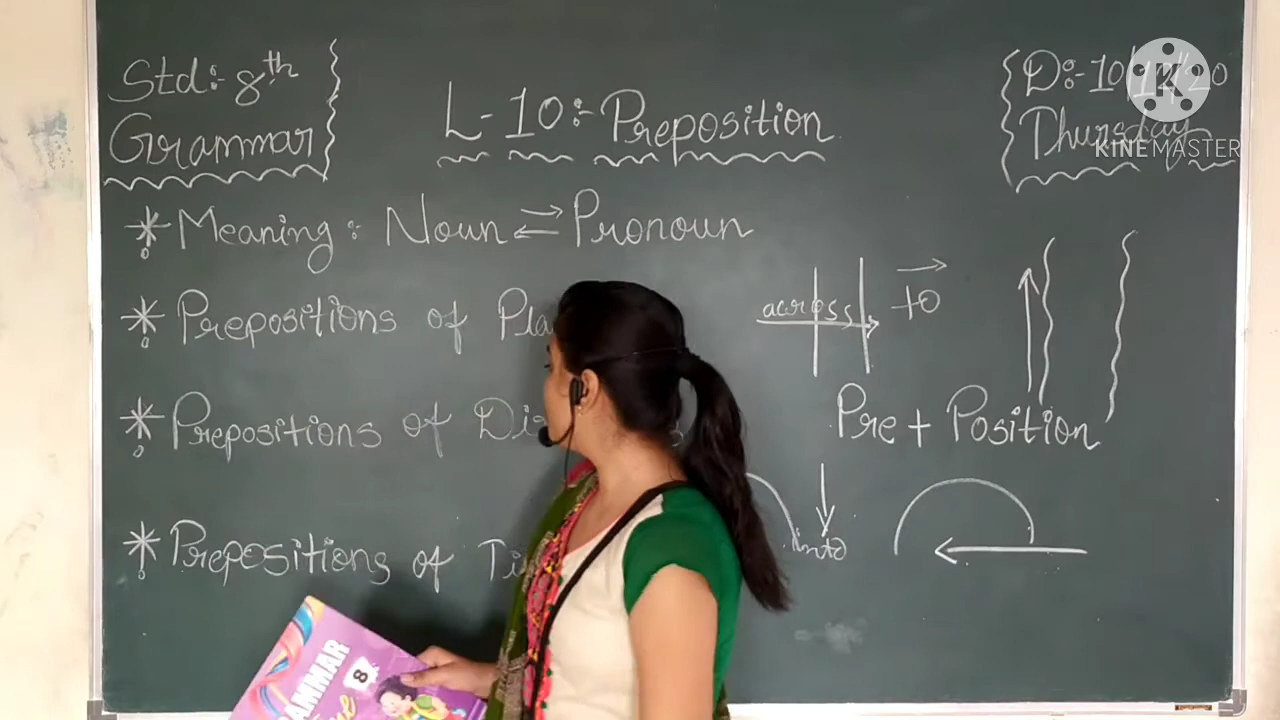 Std:- 8th
Grammar
L-10:- Preposition
D:-10/
Thursday
KINEMASTER
* Meaning: Noun ⇄ Pronoun
* Prepositions of
across
to
* Prepositions of
Pre + Position
* Prepositions of
into
GRAMMAR
8